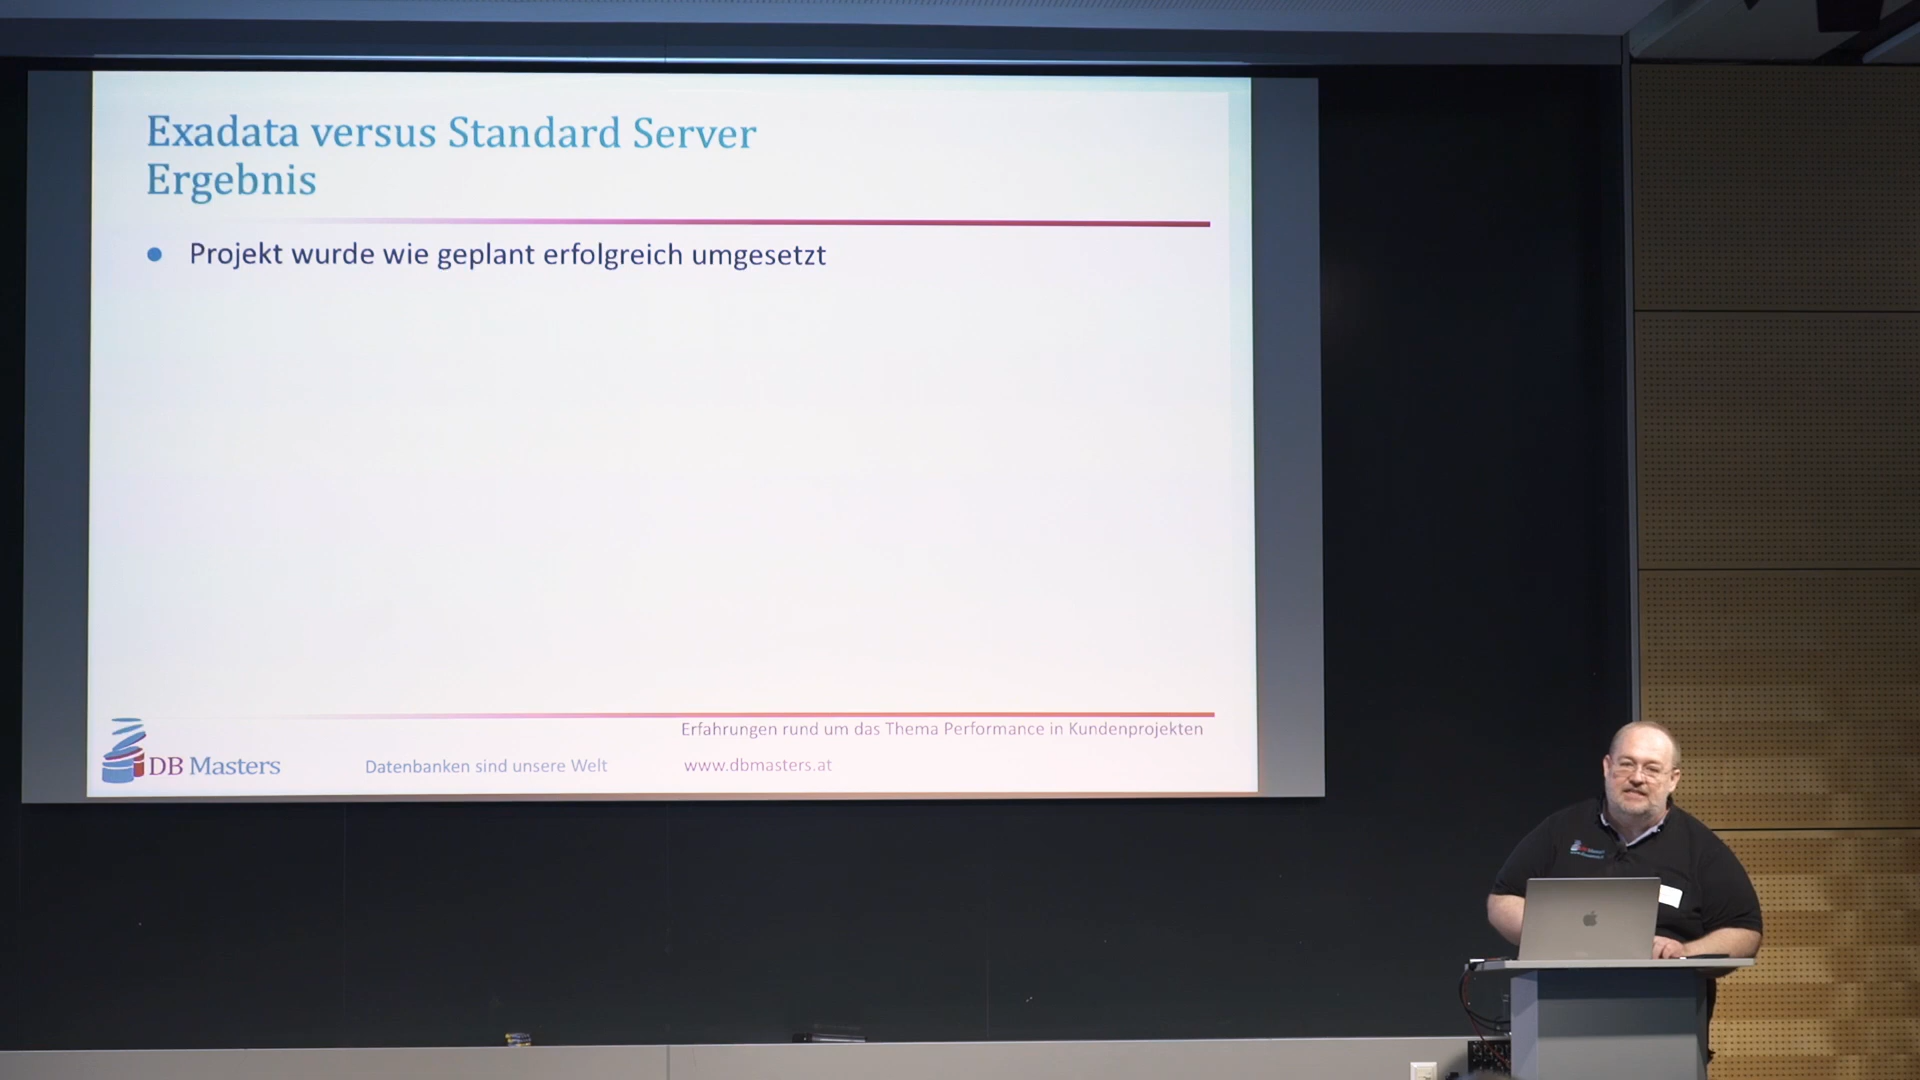 Exadata versus Standard Server
Ergebnis
Projekt wurde wie geplant erfolgreich umgesetzt
Erfahrungen rund um das Thema Performance in Kundenprojekten
DB Masters
Datenbanken sind unsere Welt
www.dbmasters.at